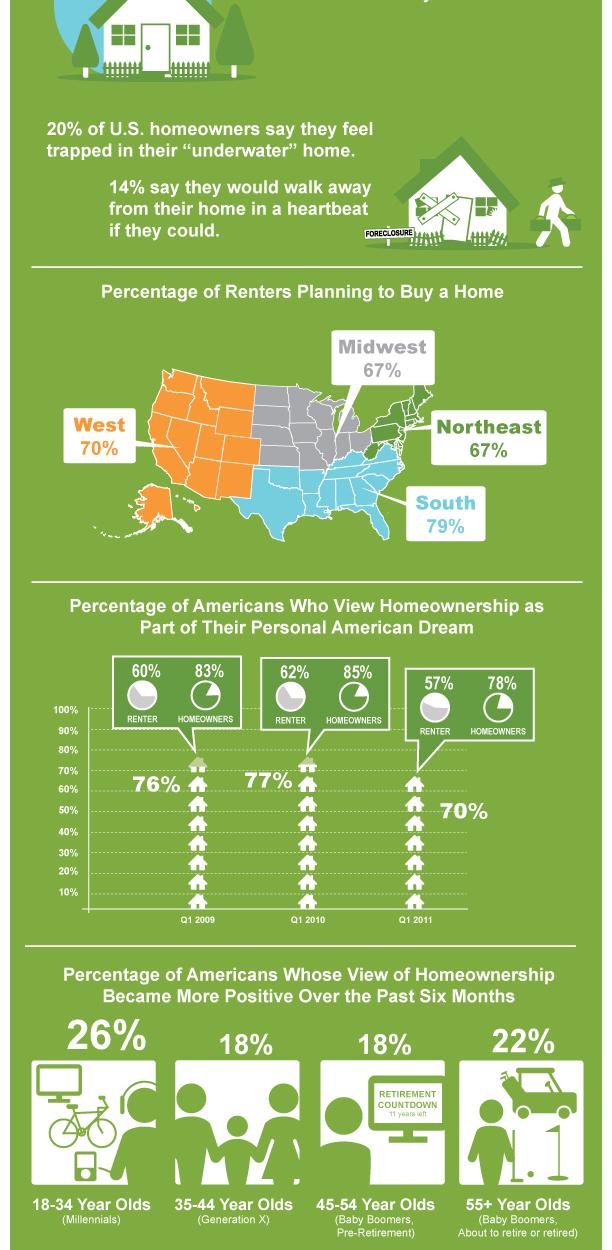 20% of U.S. homeowners say they feel
trapped in their “underwater” home.
14% say they would walk away
from their home in a heartbeat
if they could.
FORECLOSURE
Percentage of Renters Planning to Buy a Home
Midwest
67%
West
70%
Northeast
67%
South
79%
Percentage of Americans Who View Homeownership as
Part of Their Personal American Dream
60% 83%
RENTER HOMEOWNERS
62% 85%
RENTER HOMEOWNERS
57% 78%
RENTER HOMEOWNERS
100%
90%
80%
70%
60%
50%
40%
30%
20%
10%
76%
77%
70%
Q1 2009
Q1 2010
Q1 2011
Percentage of Americans Whose View of Homeownership
Became More Positive Over the Past Six Months
26%
18%
18%
22%
RETIREMENT
COUNTDOWN
11 years left
18-34 Year Olds
(Millennials)
35-44 Year Olds
(Generation X)
45-54 Year Olds
(Baby Boomers,
Pre-Retirement)
55+ Year Olds
(Baby Boomers,
About to retire or retired)